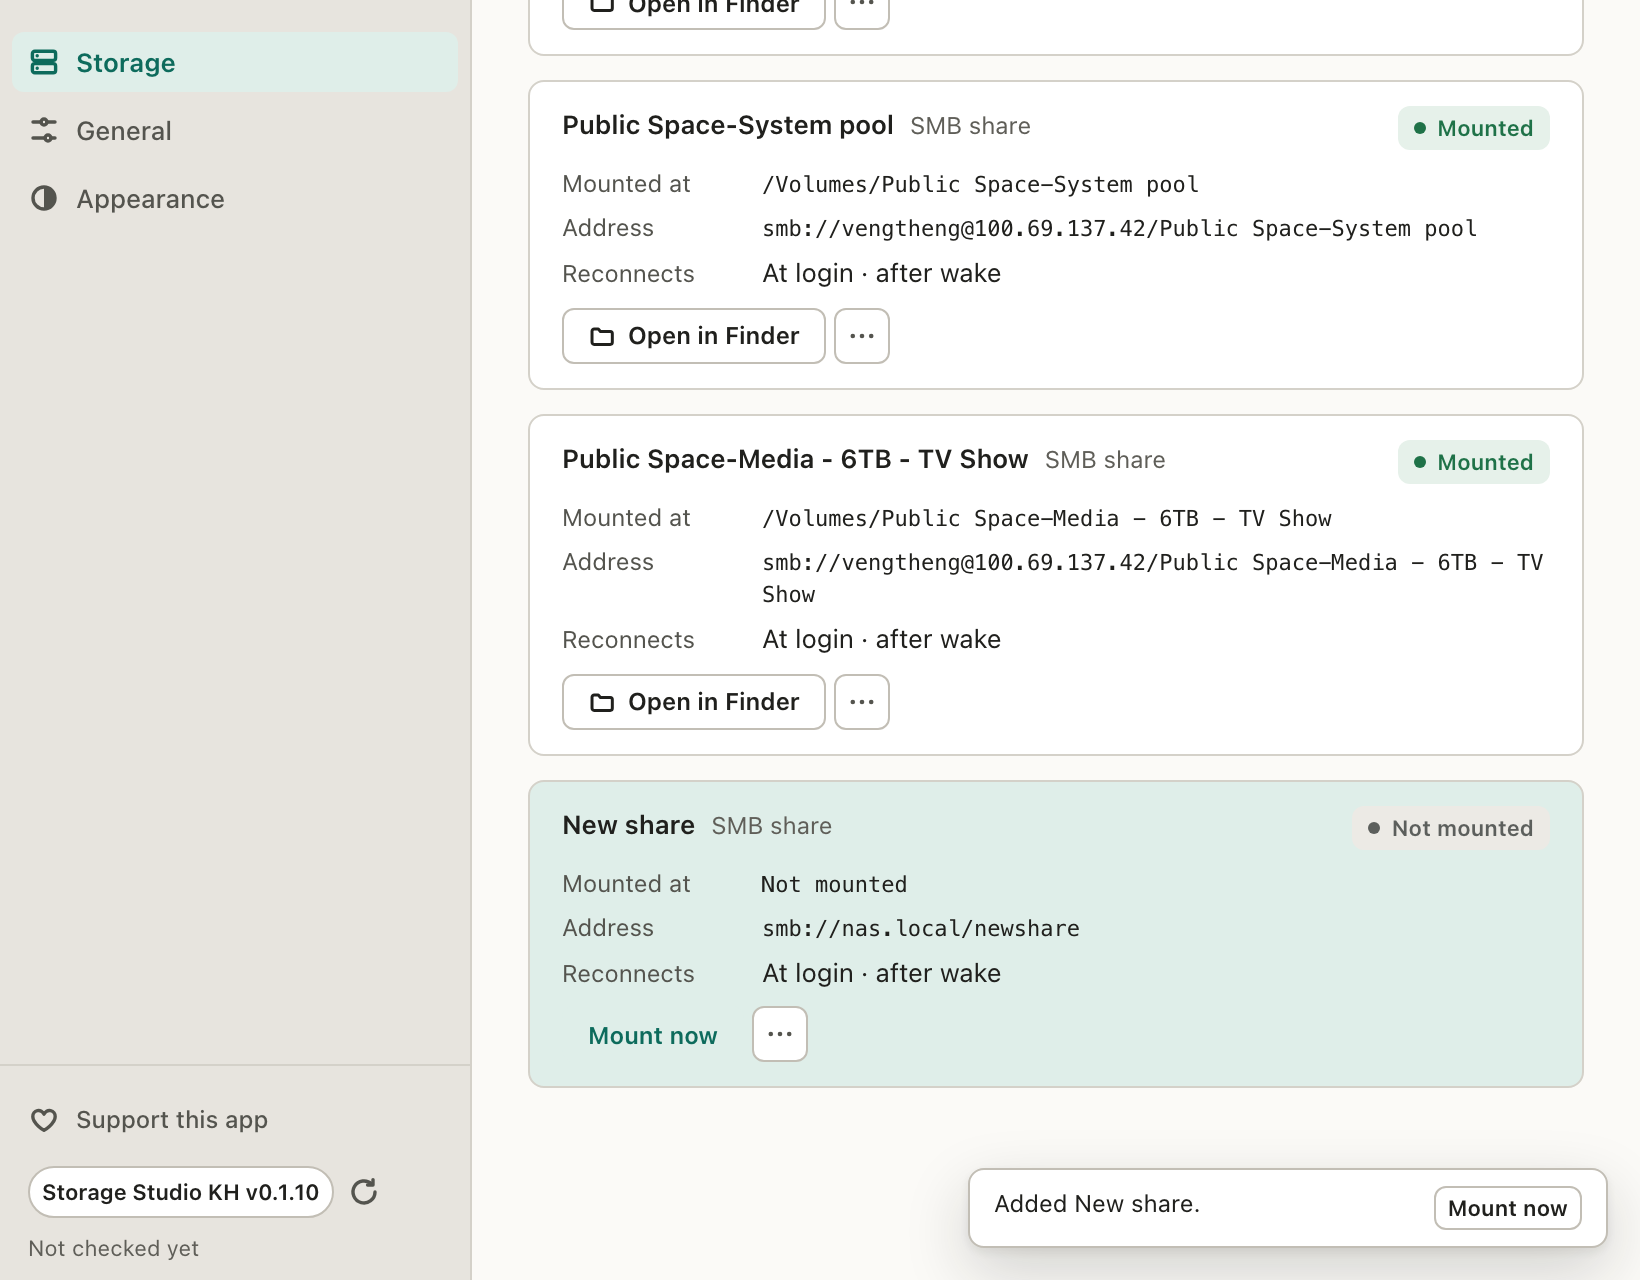 Storage
General
Appearance
Open in Finder
Public Space-System pool SMB share
Mounted
Mounted at /Volumes/Public Space-System pool
Address smb://vengtheng@100.69.137.42/Public Space-System pool
Reconnects At login · after wake
Open in Finder
Public Space-Media - 6TB - TV Show SMB share
Mounted
Mounted at /Volumes/Public Space-Media - 6TB - TV Show
Address smb://vengtheng@100.69.137.42/Public Space-Media - 6TB - TV
Show
Reconnects At login · after wake
Open in Finder
New share SMB share
Not mounted
Mounted at Not mounted
Address smb://nas.local/newshare
Reconnects At login · after wake
Mount now
Support this app
Storage Studio KH v0.1.10
Not checked yet
Added New share.
Mount now